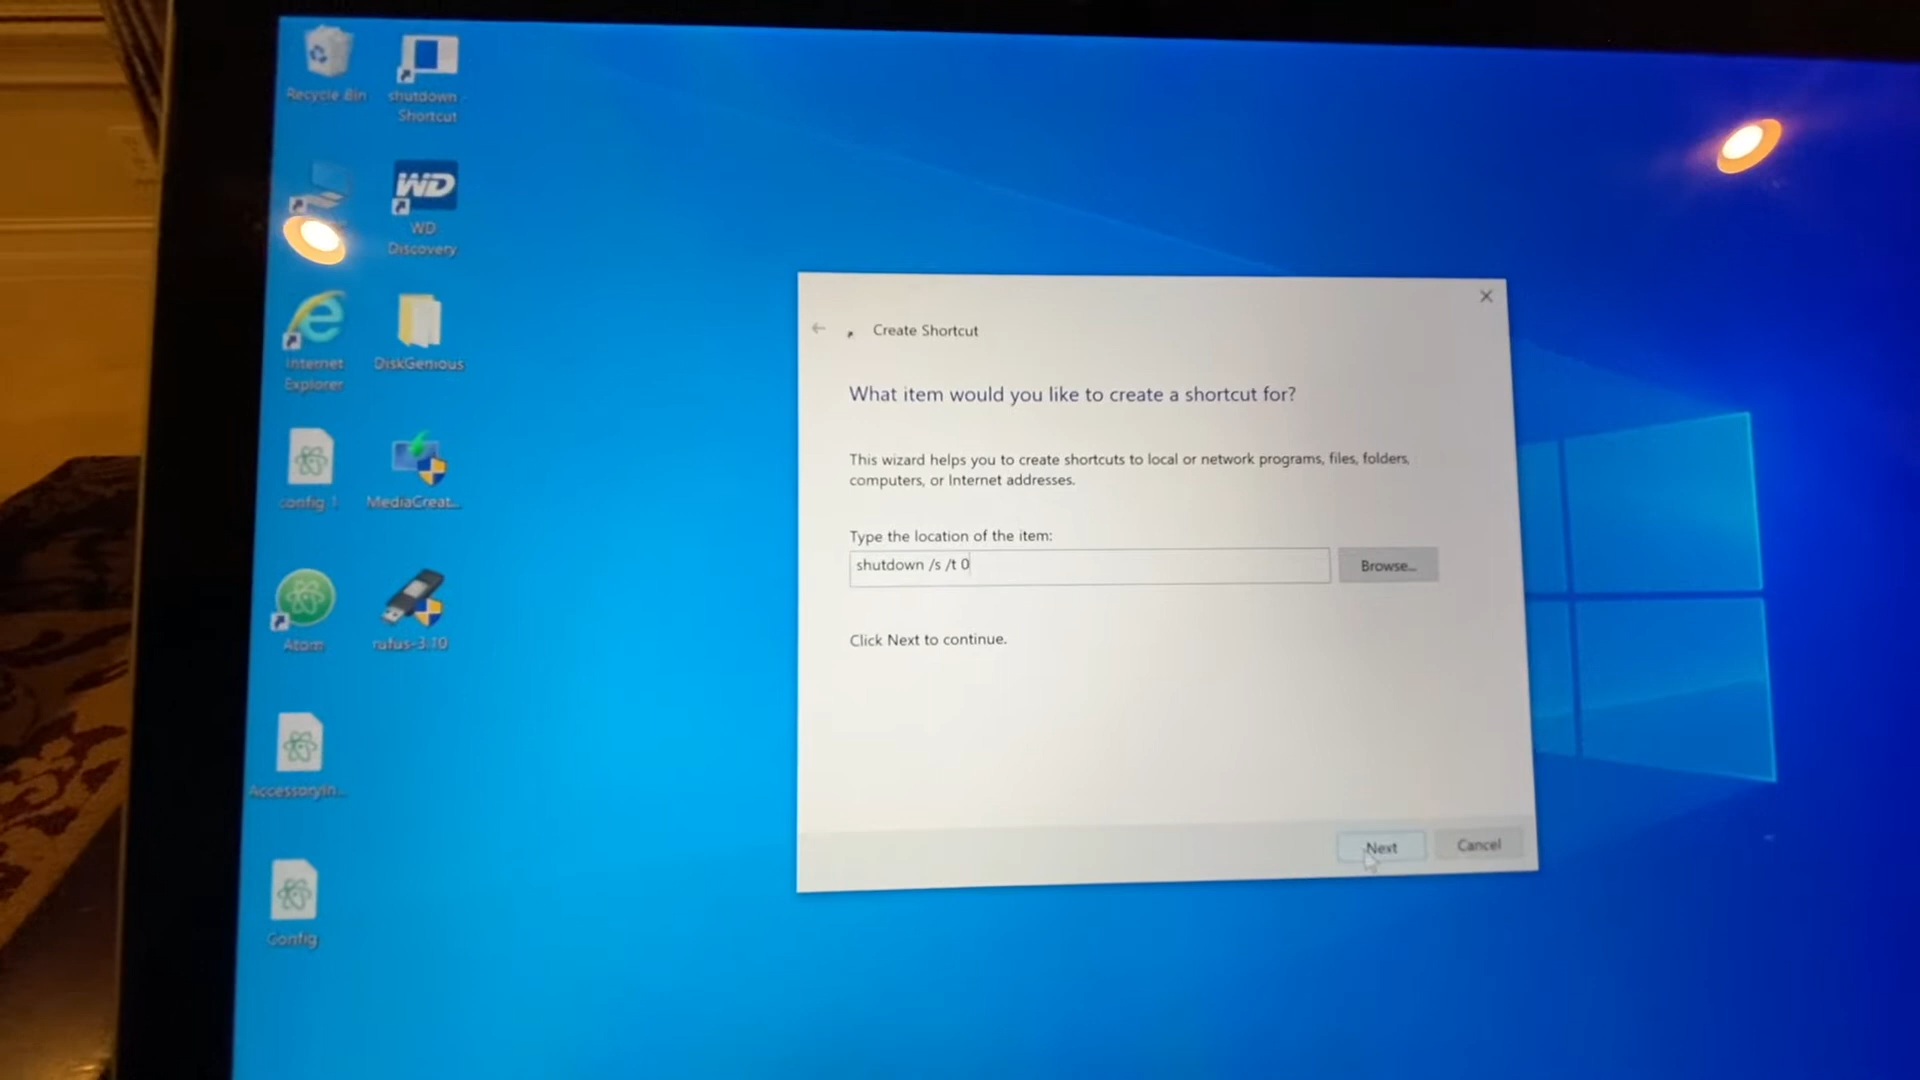 Recycle Bin
shutdown -
Shortcut
WD
WD
Discovery
Internet
Explorer
DiskGenious
config 1
MediaCreat...
Atom
rufus-3.10
AccessoryIn...
Config
Create Shortcut
What item would you like to create a shortcut for?
This wizard helps you to create shortcuts to local or network programs, files, folders,
computers, or Internet addresses.
Type the location of the item:
shutdown /s /t 0
Browse...
Click Next to continue.
Next
Cancel